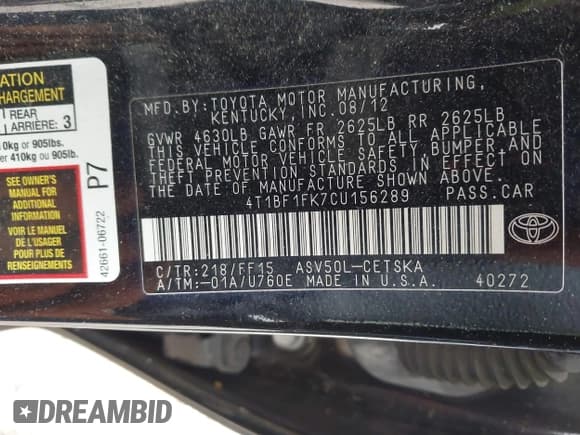 ATION
HARGEMENT
REAR
ARRIÈRE: 3
0kg or 905lbs.
er 410kg ou 905lb.
SEE OWNER'S
MANUAL FOR
ADDITIONAL
INFORMATION
VOIR LE MANUEL
DE L'USAGER
POUR PLUS DE
RENSEIGNEMENTS
P7
42661-06722
MFD.BY:TOYOTA MOTOR MANUFACTURING,
KENTUCKY,INC.08/12
GVWR 4630LB GAWR FR 2625LB RR 2625LB
THIS VEHICLE CONFORMS TO ALL APPLICABLE
FEDERAL MOTOR VEHICLE SAFETY,BUMPER,AND
THEFT PREVENTION STANDARDS IN EFFECT ON
THE DATE OF MANUFACTURE SHOWN ABOVE.
4T1BF1FK7CU156289 PASS.CAR
TOYOTA
C/TR:218/FF15 ASV50L-CETSKA
A/TM:-01A/U760E MADE IN U.S.A. 40272
DREAMBID